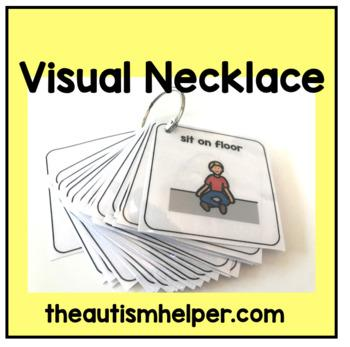 Visual Necklace
sit on floor
theautismhelper.com